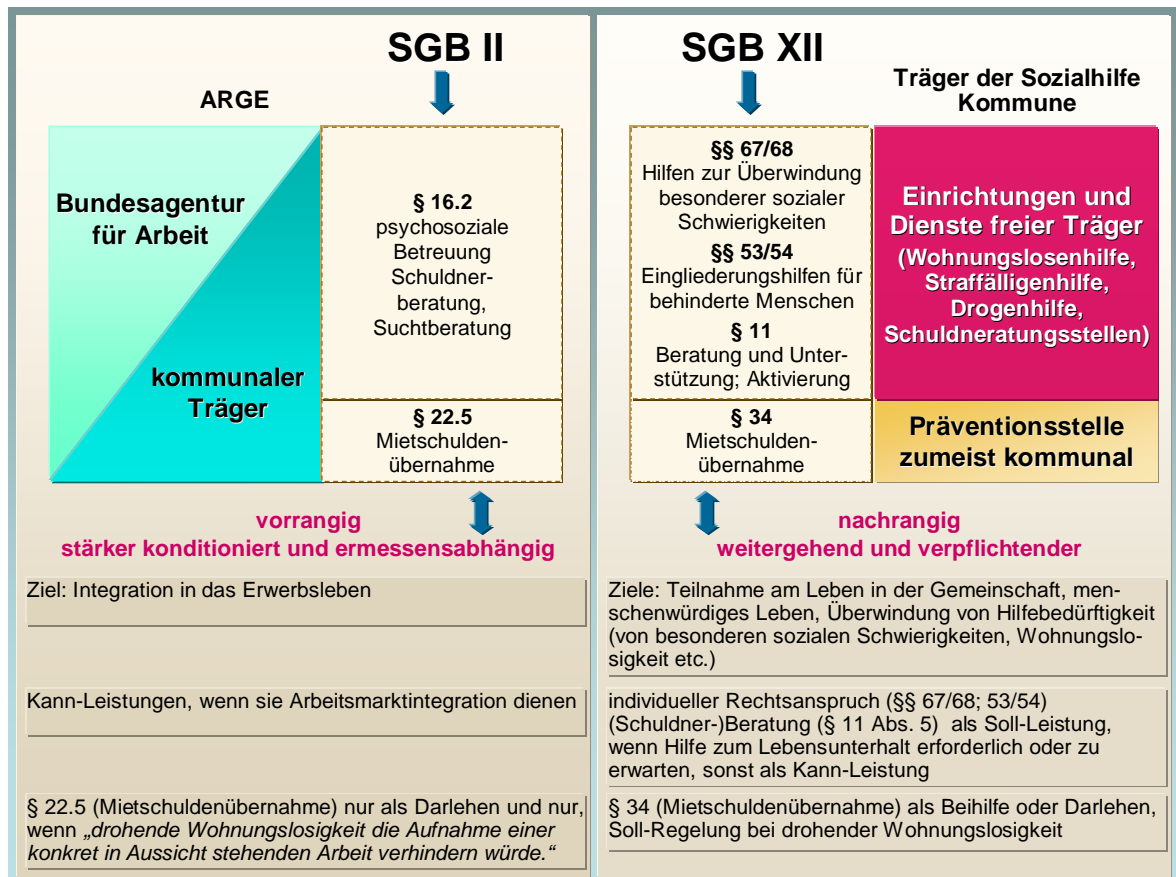 SGB II
ARGE
Bundesagentur
für Arbeit
kommunaler
Träger
§ 16.2
psychosoziale
Betreuung
Schuldner-
beratung,
Suchtberatung
§ 22.5
Mietschulden-
übernahme
vorrangig
stärker konditioniert und ermessensabhängig
Ziel: Integration in das Erwerbsleben
Kann-Leistungen, wenn sie Arbeitsmarktintegration dienen
§ 22.5 (Mietschuldenübernahme) nur als Darlehen und nur,
wenn „drohende Wohnungslosigkeit die Aufnahme einer
konkret in Aussicht stehenden Arbeit verhindern würde.“
SGB XII
Träger der Sozialhilfe
Kommune
§§ 67/68
Hilfen zur Überwindung
besonderer sozialer
Schwierigkeiten
§§ 53/54
Eingliederungshilfen für
behinderte Menschen
§ 11
Beratung und Unter-
stützung; Aktivierung
§ 34
Mietschulden-
übernahme
Einrichtungen und
Dienste freier Träger
(Wohnungslosenhilfe,
Straffälligenhilfe,
Drogenhilfe,
Schuldneratungsstellen)
Präventionsstelle
zumeist kommunal
nachrangig
weitergehend und verpflichtender
Ziele: Teilnahme am Leben in der Gemeinschaft, men-
schenwürdiges Leben, Überwindung von Hilfebedürftigkeit
(von besonderen sozialen Schwierigkeiten, Wohnungslo-
sigkeit etc.)
individueller Rechtsanspruch (§§ 67/68; 53/54)
(Schuldner-)Beratung (§ 11 Abs. 5) als Soll-Leistung,
wenn Hilfe zum Lebensunterhalt erforderlich oder zu
erwarten, sonst als Kann-Leistung
§ 34 (Mietschuldenübernahme) als Beihilfe oder Darlehen,
Soll-Regelung bei drohender Wohnungslosigkeit